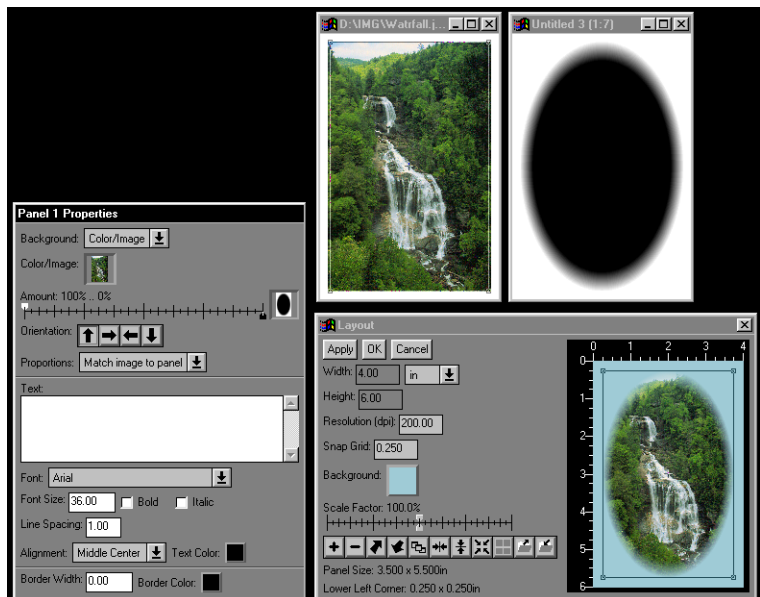 D:\IMG\Watrfall.j...
Untitled 3 (1:7)
Panel 1 Properties
Background: Color/Image
Color/Image:
Amount: 100% .. 0%
Orientation:
Proportions: Match image to panel
Text:
Font: Arial
Font Size: 36.00 Bold Italic
Line Spacing: 1.00
Alignment: Middle Center Text Color:
Border Width: 0.00 Border Color:
Layout
Apply OK Cancel
Width: 4.00 in
Height: 6.00
Resolution (dpi): 200.00
Snap Grid: 0.250
Background:
Scale Factor: 100.0%
Panel Size: 3.500 x 5.500in
Lower Left Corner: 0.250 x 0.250in
0 1 2 3 4
0
1
2
3
4
5
6